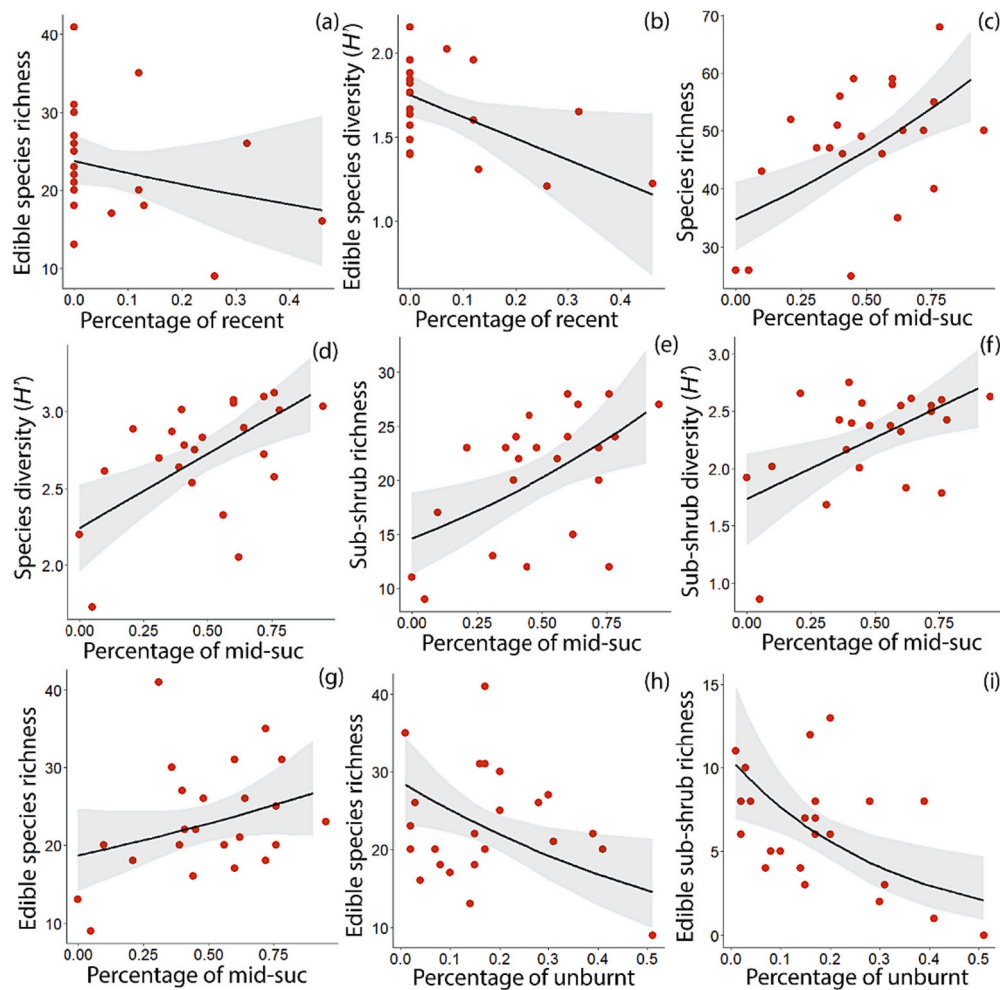 (a)
Edible species richness
40
30
20
10
0.0 0.1 0.2 0.3 0.4
Percentage of recent
(b)
Edible species diversity (H’)
2.0
1.5
1.0
0.0 0.1 0.2 0.3 0.4
Percentage of recent
(c)
Species richness
70
60
50
40
30
0.00 0.25 0.50 0.75
Percentage of mid-suc
(d)
Species diversity (H’)
3.0
2.5
2.0
0.00 0.25 0.50 0.75
Percentage of mid-suc
(e)
Sub-shrub richness
30
25
20
15
10
0.00 0.25 0.50 0.75
Percentage of mid-suc
(f)
Sub-shrub diversity (H’)
3.0
2.5
2.0
1.5
1.0
0.00 0.25 0.50 0.75
Percentage of mid-suc
(g)
Edible species richness
40
30
20
10
0.00 0.25 0.50 0.75
Percentage of mid-suc
(h)
Edible species richness
40
30
20
10
0.0 0.1 0.2 0.3 0.4 0.5
Percentage of unburnt
(i)
Edible sub-shrub richness
15
10
5
0
0.0 0.1 0.2 0.3 0.4 0.5
Percentage of unburnt